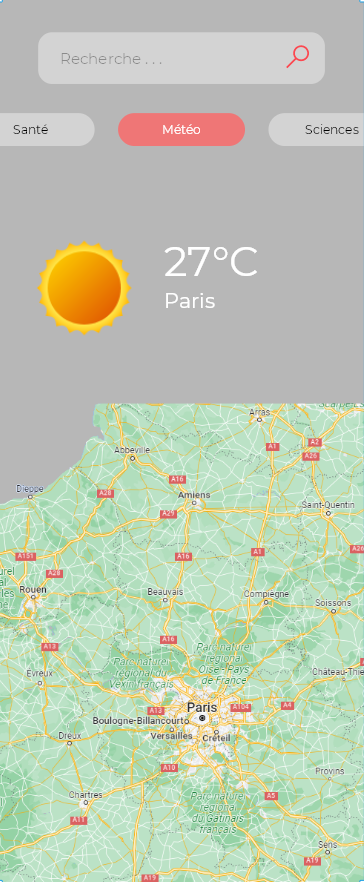 Recherche . . .
Santé
Météo
Sciences
27°C
Paris
Arras
Abbeville
A1
A2
A26
Dieppe
A16
A28
Amiens
Saint-Quentin
A29
A1
A26
A151
A16
A28
Rouen
Beauvais
Compiègne
Soissons
A16
A13
Parc naturel
régional
Oise - Pays
de France
Parc naturel
régional du
Vexin français
Évreux
Château-Thie
Paris
A13
A104
A4
Boulogne-Billancourt
Versailles
Créteil
Dreux
A10
Provins
Chartres
A5
Parc naturel
régional
du Gâtinais
français
A11
Sens
A19
A19